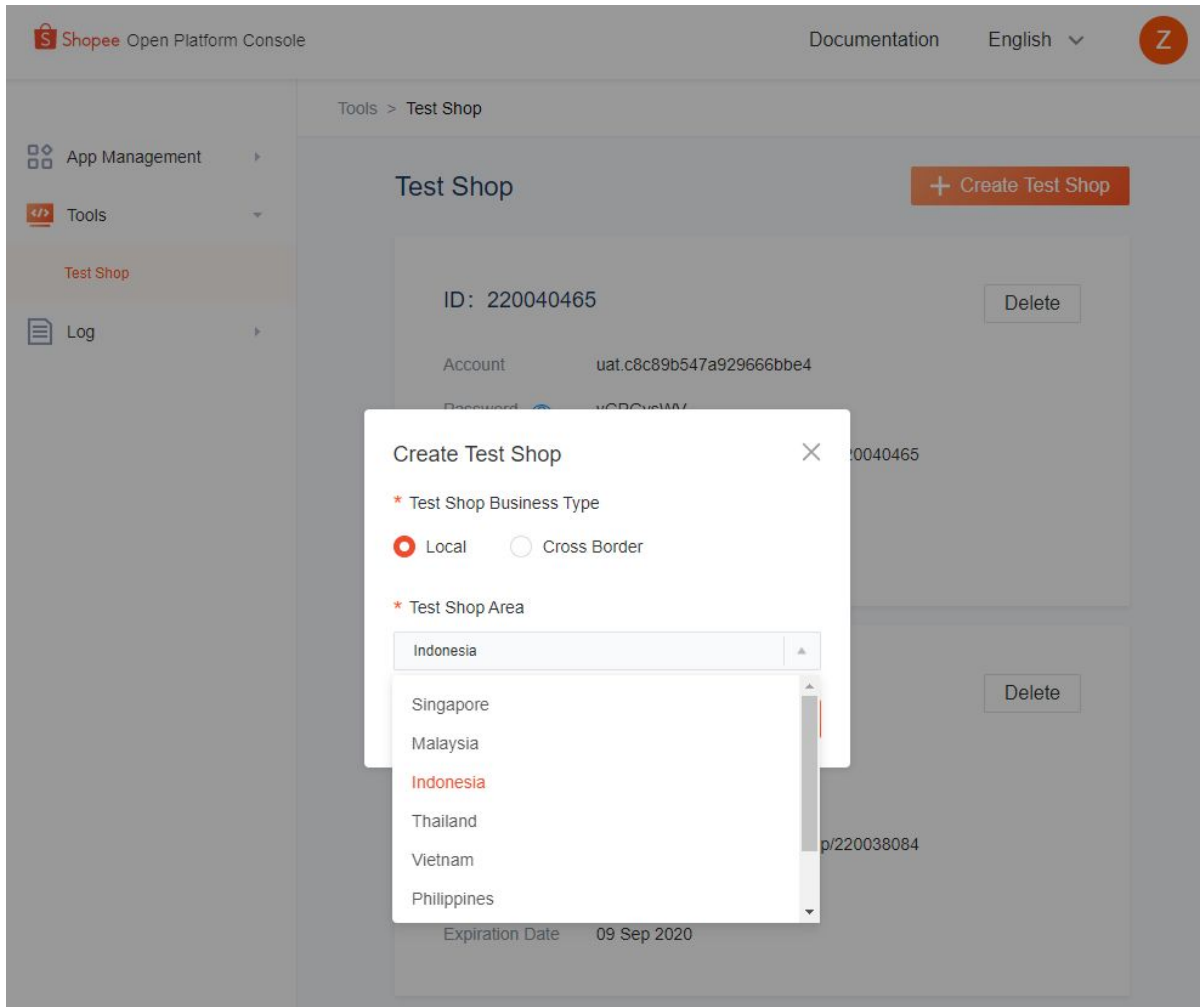 Shopee Open Platform Console
Documentation
English
Z
Tools > Test Shop
App Management
Tools
Test Shop
Log
Test Shop
+ Create Test Shop
ID: 220040465
Delete
Account uat.c8c89b547a929666bbe4
Password
20040465
Create Test Shop
* Test Shop Business Type
Local
Cross Border
* Test Shop Area
Indonesia
Singapore
Malaysia
Indonesia
Thailand
Vietnam
Philippines
Delete
p/220038084
Expiration Date 09 Sep 2020